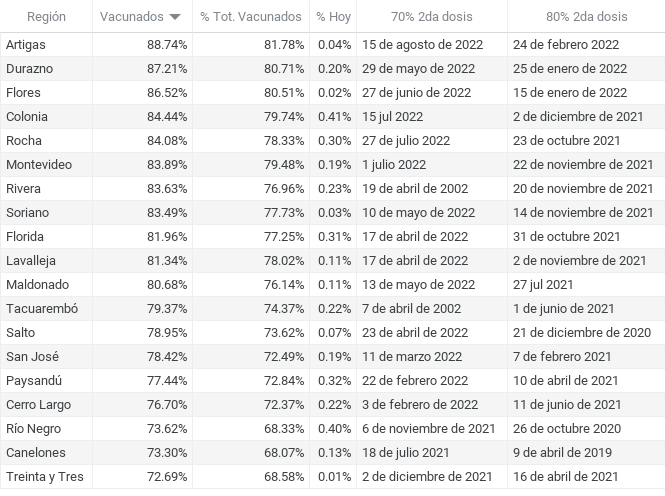 Región Vacunados % Tot. Vacunados % Hoy 70% 2da dosis 80% 2da dosis
Artigas 88.74% 81.78% 0.04% 15 de agosto de 2022 24 de febrero 2022
Durazno 87.21% 80.71% 0.20% 29 de mayo de 2022 25 de enero de 2022
Flores 86.52% 80.51% 0.02% 27 de junio de 2022 15 de enero de 2022
Colonia 84.44% 79.74% 0.41% 15 jul 2022 2 de diciembre de 2021
Rocha 84.08% 78.33% 0.30% 27 de julio 2022 23 de octubre 2021
Montevideo 83.89% 79.48% 0.19% 1 julio 2022 22 de noviembre de 2021
Rivera 83.63% 76.96% 0.23% 19 de abril de 2002 20 de noviembre de 2021
Soriano 83.49% 77.73% 0.03% 10 de mayo de 2022 14 de noviembre de 2021
Florida 81.96% 77.25% 0.31% 17 de abril de 2022 31 de octubre 2021
Lavalleja 81.34% 78.02% 0.11% 17 de abril de 2022 2 de noviembre de 2021
Maldonado 80.68% 76.14% 0.11% 13 de mayo de 2022 27 jul 2021
Tacuarembó 79.37% 74.37% 0.22% 7 de abril de 2002 1 de junio de 2021
Salto 78.95% 73.62% 0.07% 23 de abril de 2022 21 de diciembre de 2020
San José 78.42% 72.49% 0.19% 11 de marzo 2022 7 de febrero 2021
Paysandú 77.44% 72.84% 0.32% 22 de febrero 2022 10 de abril de 2021
Cerro Largo 76.70% 72.37% 0.22% 3 de febrero de 2022 11 de junio de 2021
Río Negro 73.62% 68.33% 0.40% 6 de noviembre de 2021 26 de octubre 2020
Canelones 73.30% 68.07% 0.13% 18 de julio 2021 9 de abril de 2019
Treinta y Tres 72.69% 68.58% 0.01% 2 de diciembre de 2021 16 de abril de 2021